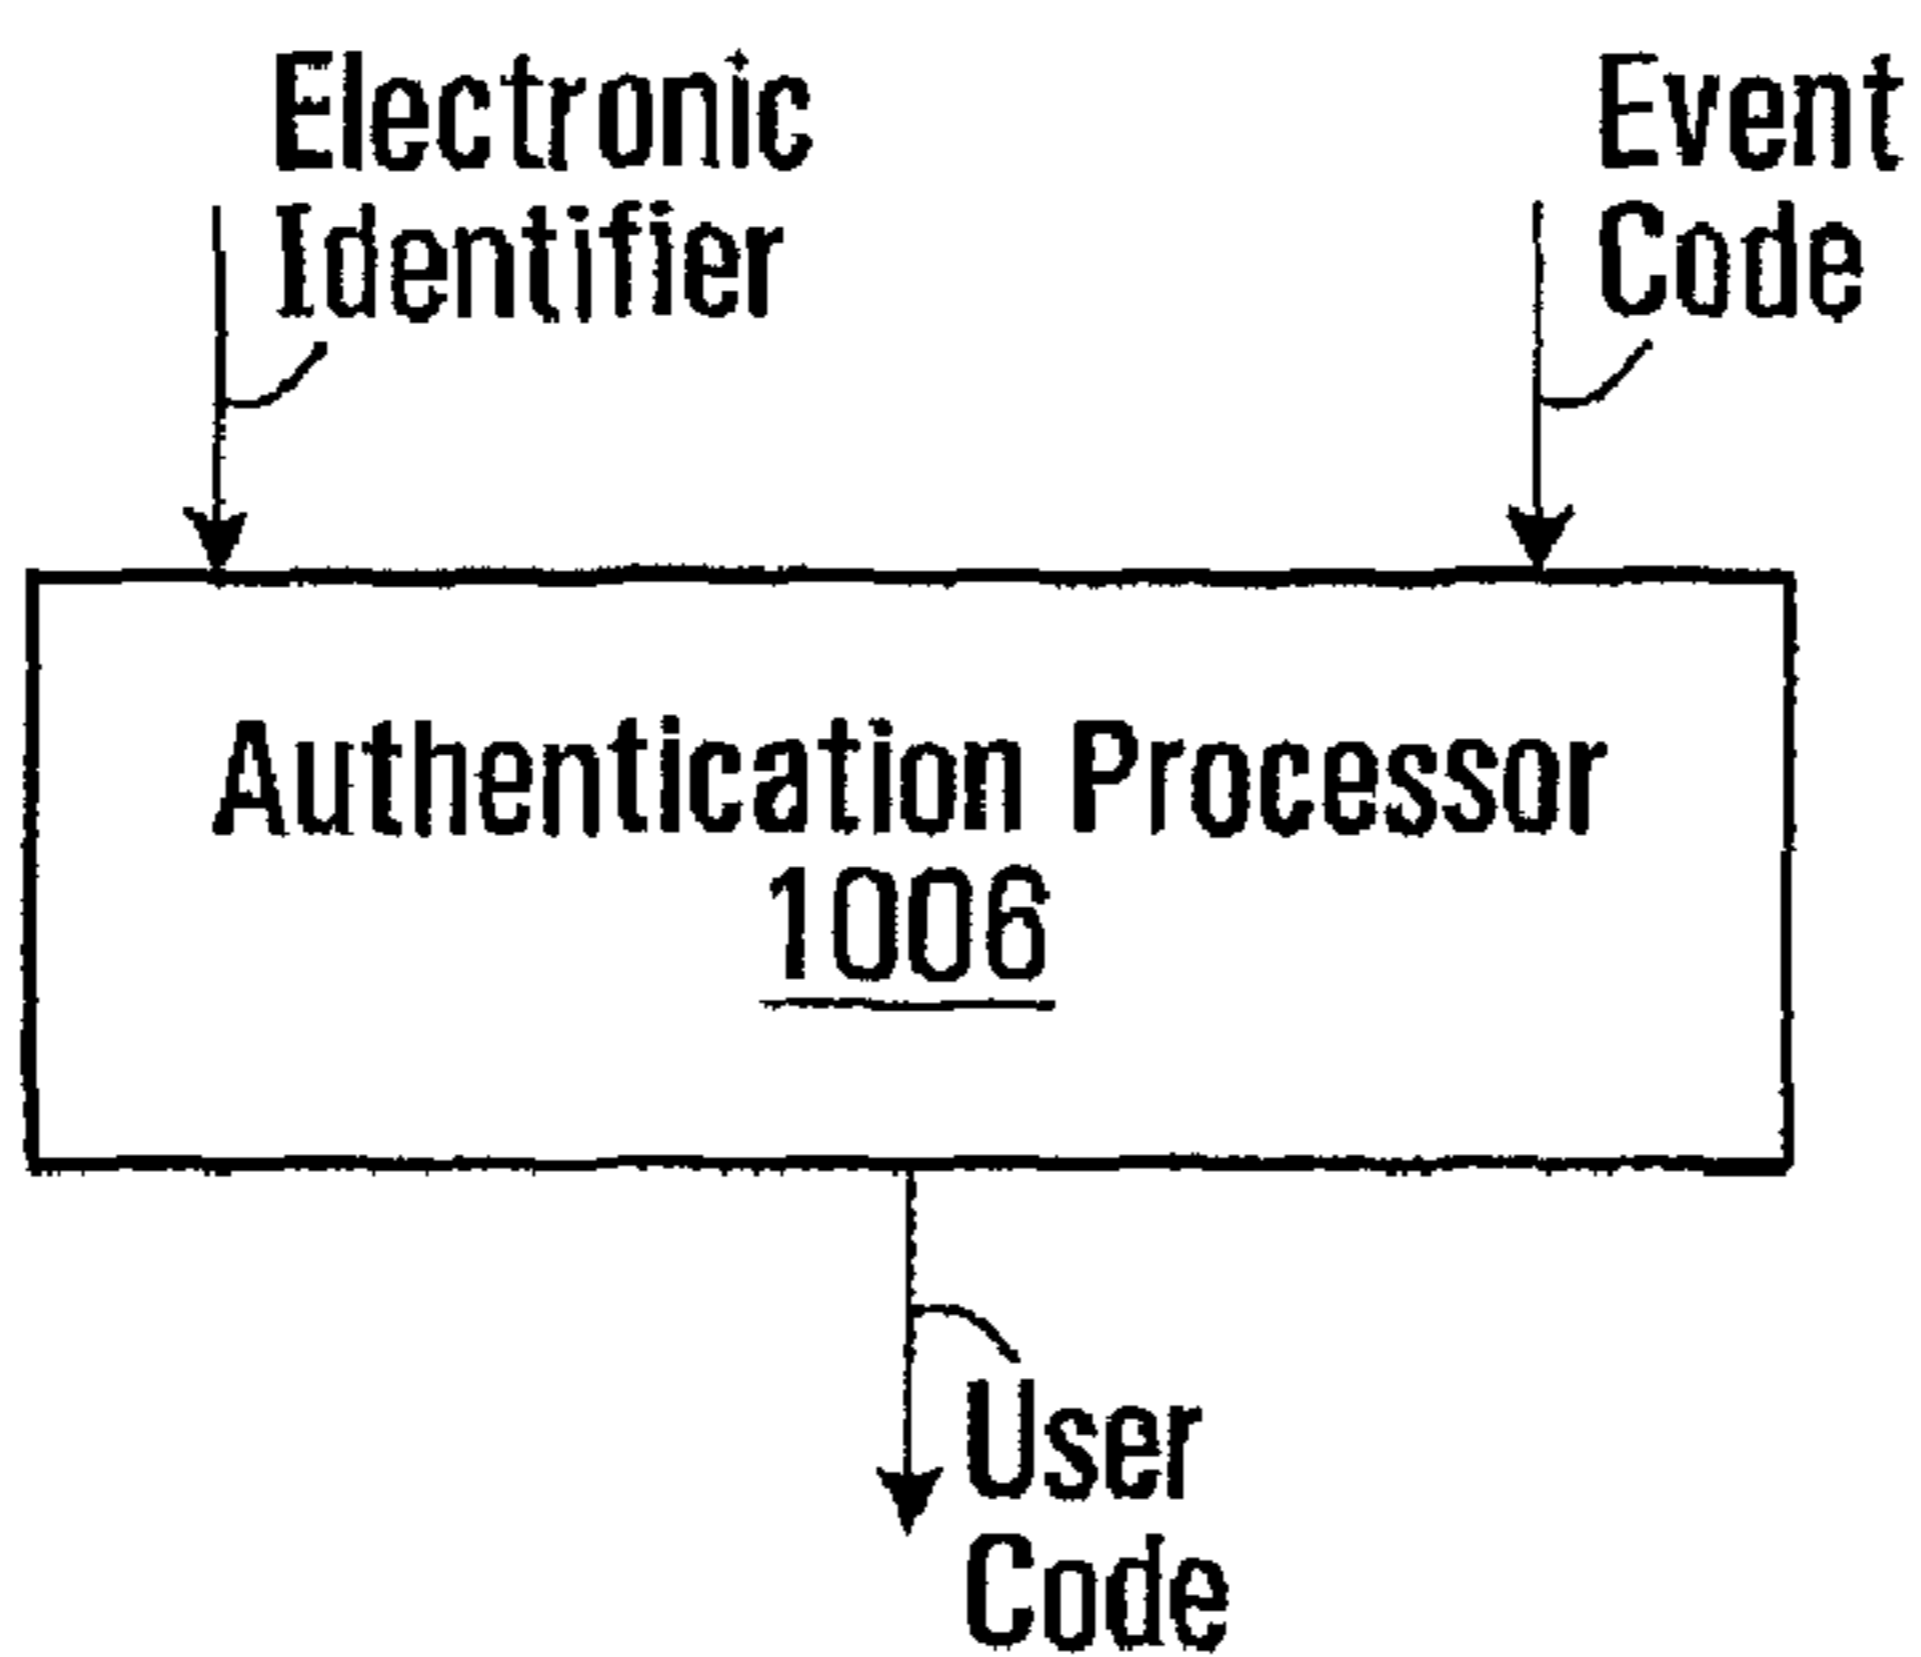 Electronic
Identifier
Event
Code
Authentication Processor
1006
User
Code